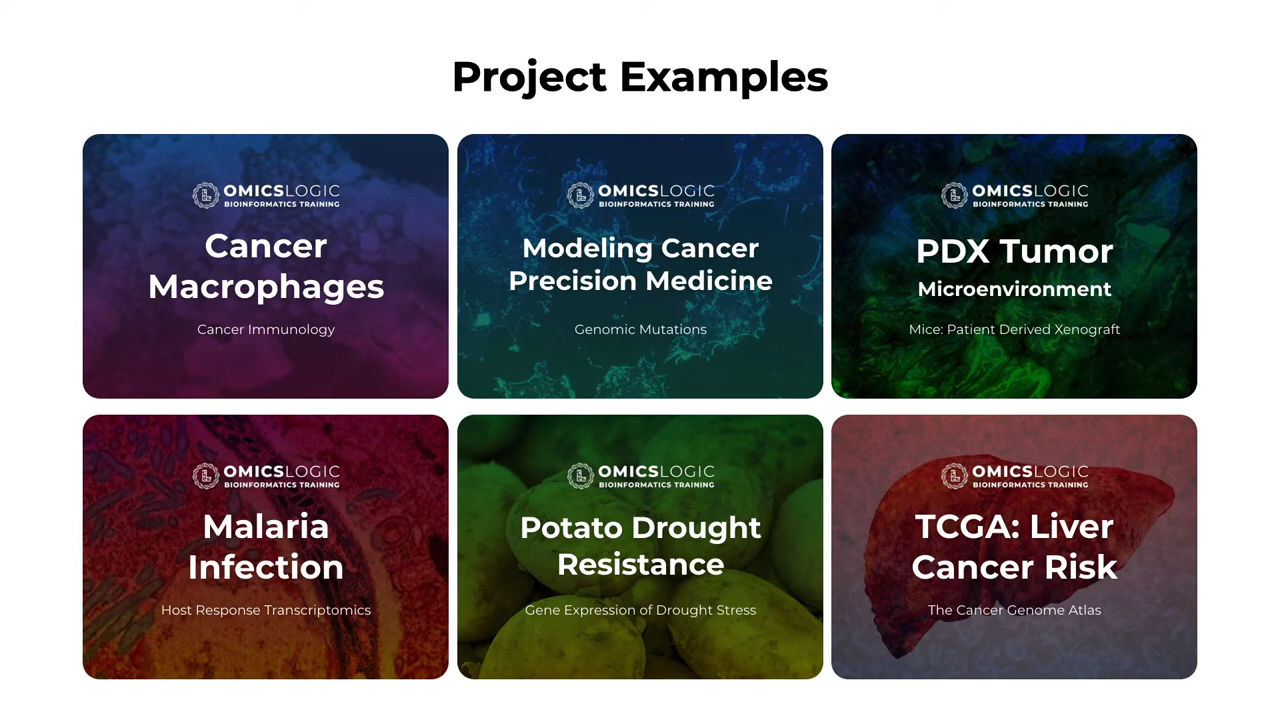 Project Examples
OMICSLOGIC
BIOINFORMATICS TRAINING
Cancer
Macrophages
Cancer Immunology
OMICSLOGIC
BIOINFORMATICS TRAINING
Modeling Cancer
Precision Medicine
Genomic Mutations
OMICSLOGIC
BIOINFORMATICS TRAINING
PDX Tumor
Microenvironment
Mice: Patient Derived Xenograft
OMICSLOGIC
BIOINFORMATICS TRAINING
Malaria
Infection
Host Response Transcriptomics
OMICSLOGIC
BIOINFORMATICS TRAINING
Potato Drought
Resistance
Gene Expression of Drought Stress
OMICSLOGIC
BIOINFORMATICS TRAINING
TCGA: Liver
Cancer Risk
The Cancer Genome Atlas